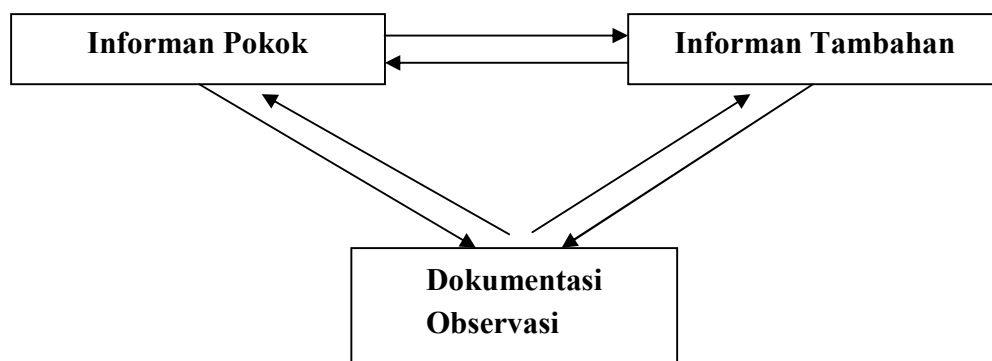 Informan Pokok
Informan Tambahan
Dokumentasi
Observasi